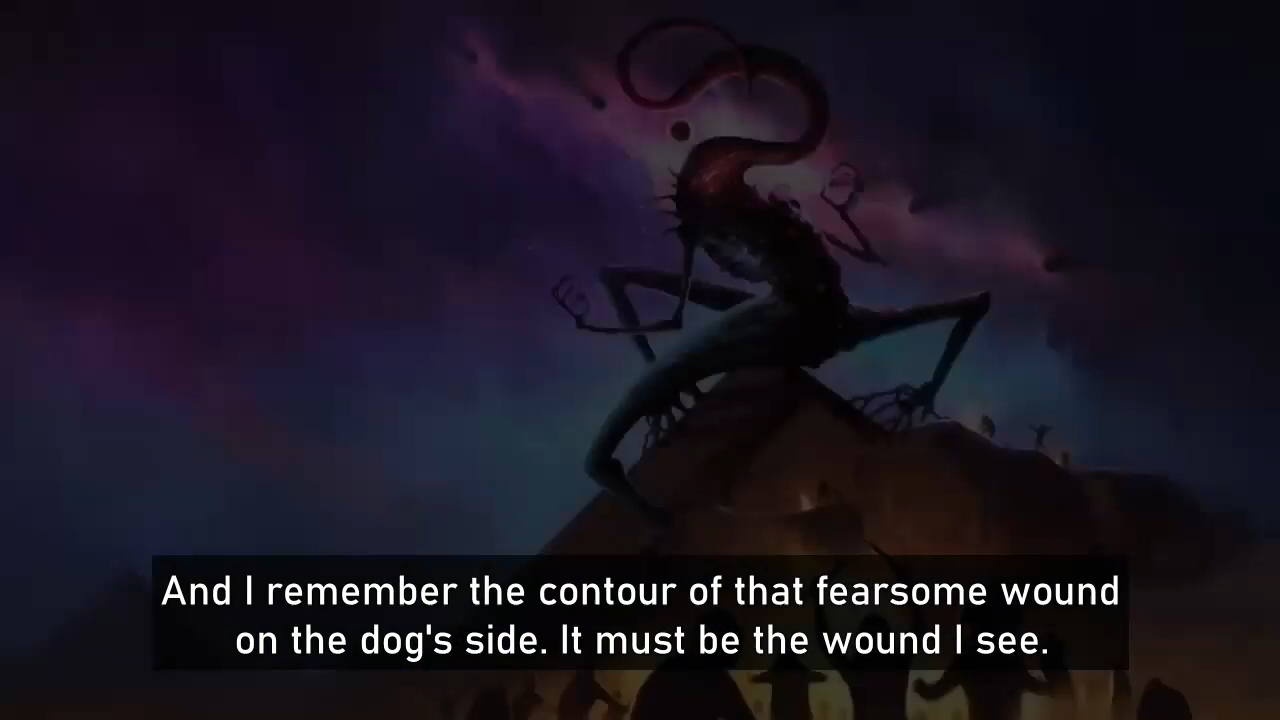 And I remember the contour of that fearsome wound
on the dog's side. It must be the wound I see.